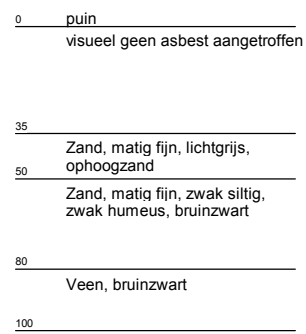 0 puin
visueel geen asbest aangetroffen
35
Zand, matig fijn, lichtgrijs,
ophoogzand
50
Zand, matig fijn, zwak siltig,
zwak humeus, bruinzwart
80
Veen, bruinzwart
100